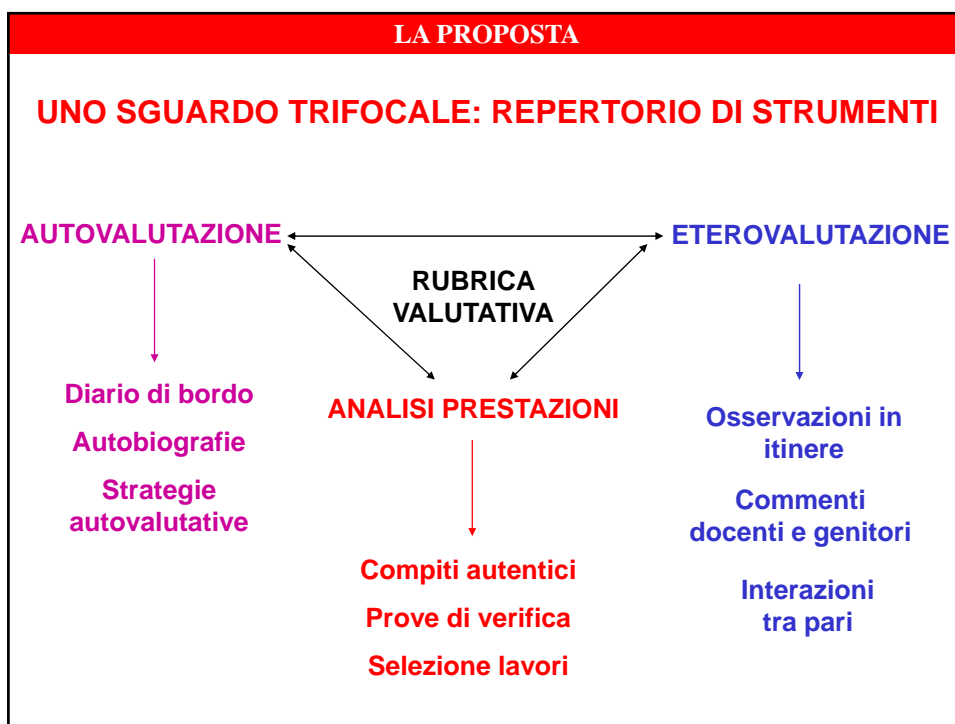 LA PROPOSTA
UNO SGUARDO TRIFOCALE: REPERTORIO DI STRUMENTI
AUTOVALUTAZIONE
ETEROVALUTAZIONE
RUBRICA
VALUTATIVA
Diario di bordo
Autobiografie
Strategie
autovalutative
ANALISI PRESTAZIONI
Compiti autentici
Prove di verifica
Selezione lavori
Osservazioni in
itinere
Commenti
docenti e genitori
Interazioni
tra pari